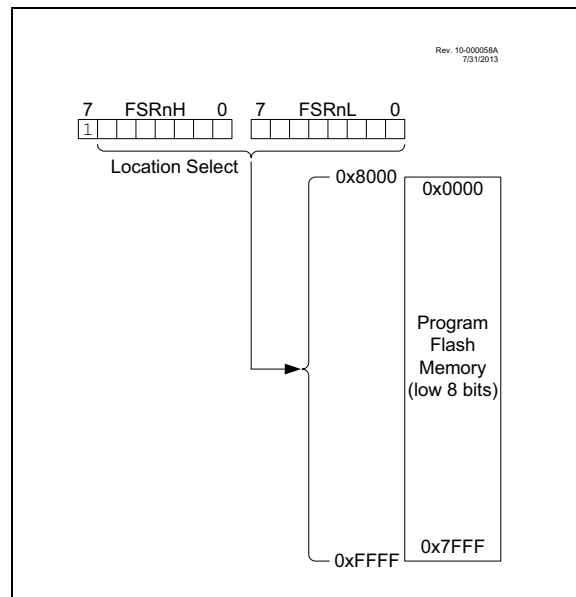 Rev. 10-000058A
7/31/2013
7 FSRnH 0 7 FSRnL 0
1
Location Select
0x8000 0x0000
Program
Flash
Memory
(low 8 bits)
0xFFFF 0x7FFF